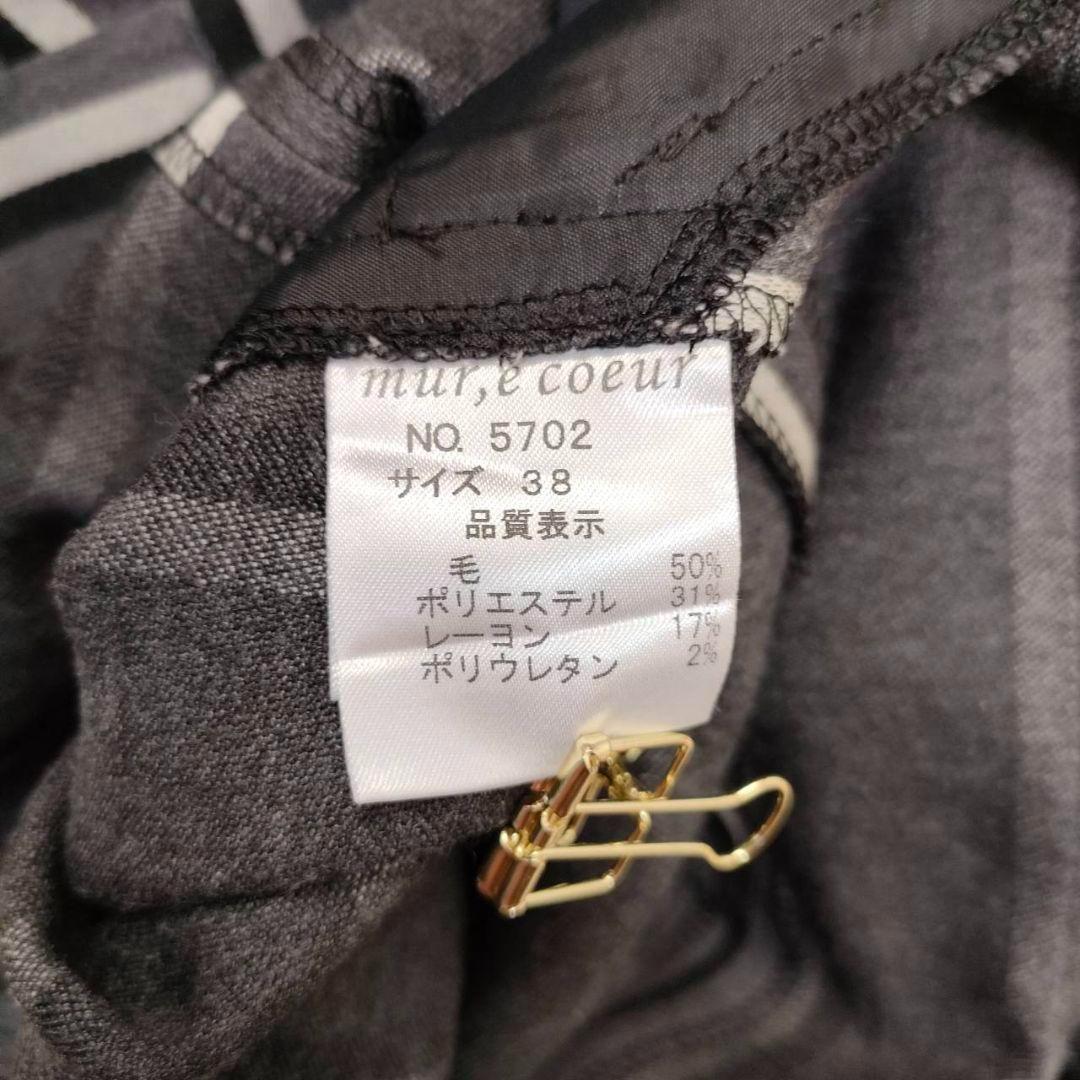 mur,e coeur
NO. 5702
サイズ 38
品質表示
毛 50%
ポリエステル 31%
レーヨン 17%
ポリウレタン 2%